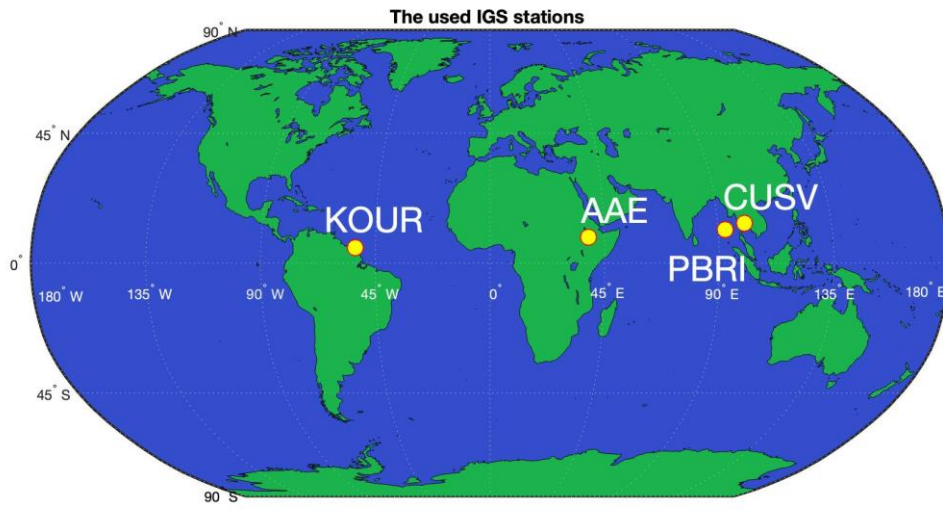 The used IGS stations
90° N
45° N
CUSV
AAE
KOUR
PBRI
0°
180° W
135° W
90° W
45° W
0°
45° E
90° E
135° E
180° E
45° S
90° S